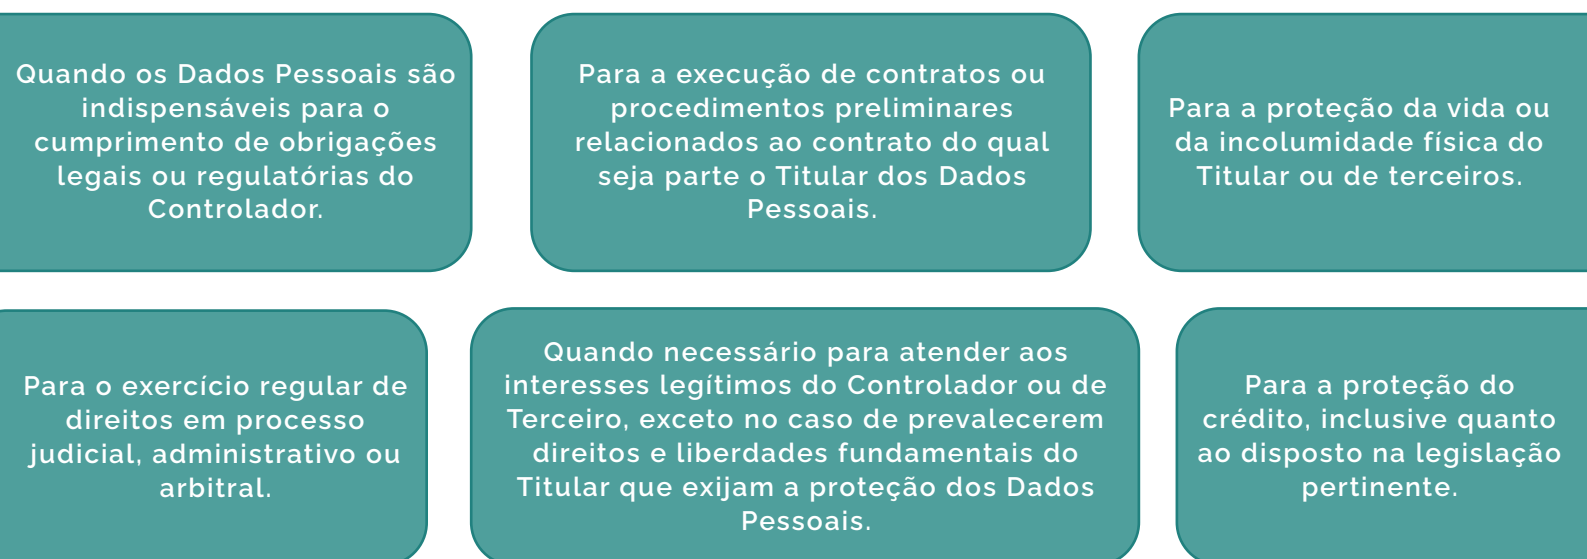 Quando os Dados Pessoais são
indispensáveis para o
cumprimento de obrigações
legais ou regulatórias do
Controlador.
Para a execução de contratos ou
procedimentos preliminares
relacionados ao contrato do qual
seja parte o Titular dos Dados
Pessoais.
Para a proteção da vida ou
da incolumidade física do
Titular ou de terceiros.
Para o exercício regular de
direitos em processo
judicial, administrativo ou
arbitral.
Quando necessário para atender aos
interesses legítimos do Controlador ou de
Terceiro, exceto no caso de prevalecerem
direitos e liberdades fundamentais do
Titular que exijam a proteção dos Dados
Pessoais.
Para a proteção do
crédito, inclusive quanto
ao disposto na legislação
pertinente.